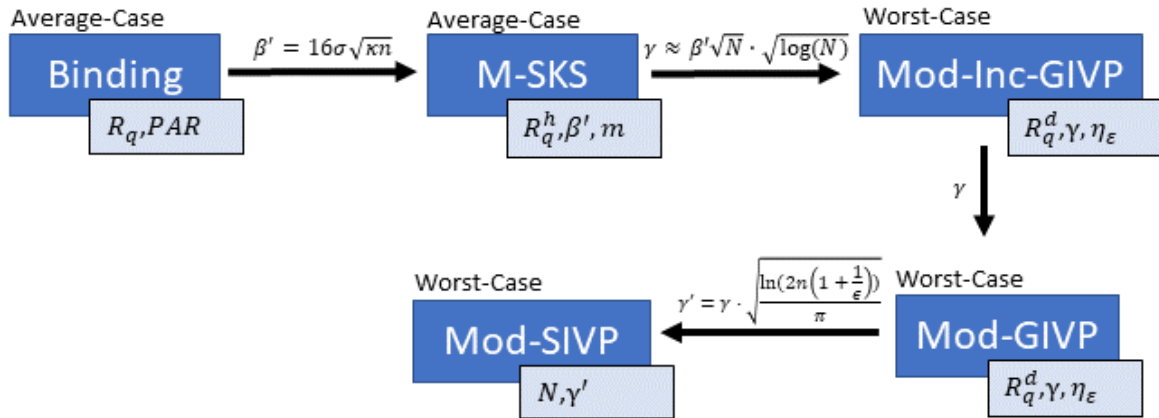 Average-Case
Binding
R_q,PAR
β′ = 16σ√(κn)
Average-Case
M-SKS
R_q^h,β′,m
γ ≈ β′√N · √(log(N))
Worst-Case
Mod-Inc-GIVP
R_q^d,γ,η_ε
γ
Worst-Case
Mod-GIVP
R_q^d,γ,η_ε
γ′ = γ · √(ln(2n(1 + 1/ϵ))/π)
Worst-Case
Mod-SIVP
N,γ′